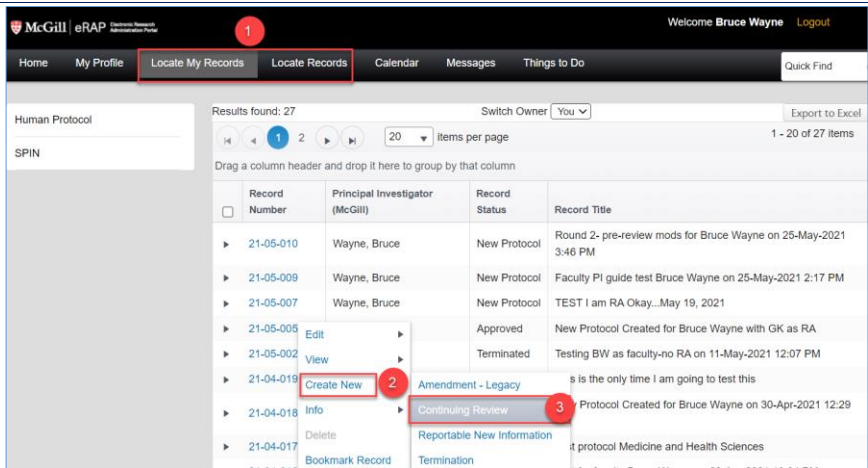 McGill eRAP Electronic Research Administration Portal
Welcome Bruce Wayne Logout
1
Home My Profile Locate My Records Locate Records Calendar Messages Things to Do Quick Find
Human Protocol
SPIN
Results found: 27 Switch Owner You Export to Excel
1 2 20 items per page 1 - 20 of 27 items
Drag a column header and drop it here to group by that column
Record Number Principal Investigator (McGill) Record Status Record Title
21-05-010 Wayne, Bruce New Protocol Round 2- pre-review mods for Bruce Wayne on 25-May-2021 3:46 PM
21-05-009 Wayne, Bruce New Protocol Faculty PI guide test Bruce Wayne on 25-May-2021 2:17 PM
21-05-007 Wayne, Bruce New Protocol TEST I am RA Okay...May 19, 2021
21-05-005 Approved New Protocol Created for Bruce Wayne with GK as RA
21-05-002 Terminated Testing BW as faculty-no RA on 11-May-2021 12:07 PM
21-04-019 is the only time I am going to test this
21-04-018 Protocol Created for Bruce Wayne on 30-Apr-2021 12:29
21-04-017 protocol Medicine and Health Sciences
Edit
View
Create New 2
Info
Delete
Bookmark Record
Amendment - Legacy
Continuing Review 3
Reportable New Information
Termination